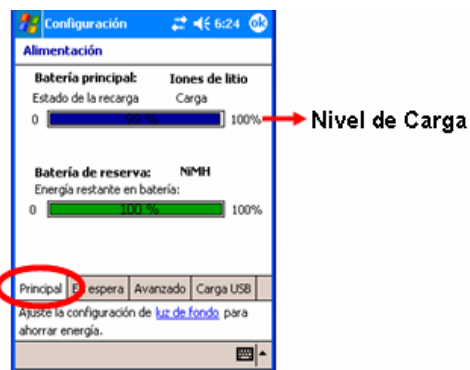 Configuración 6:24 ok
Alimentación
Batería principal: Iones de litio
Estado de la recarga Carga
0 99 % 100%
Nivel de Carga
Batería de reserva: NiMH
Energía restante en batería:
0 100 % 100%
Principal espera Avanzado Carga USB
Ajuste la configuración de luz de fondo para
ahorrar energía.